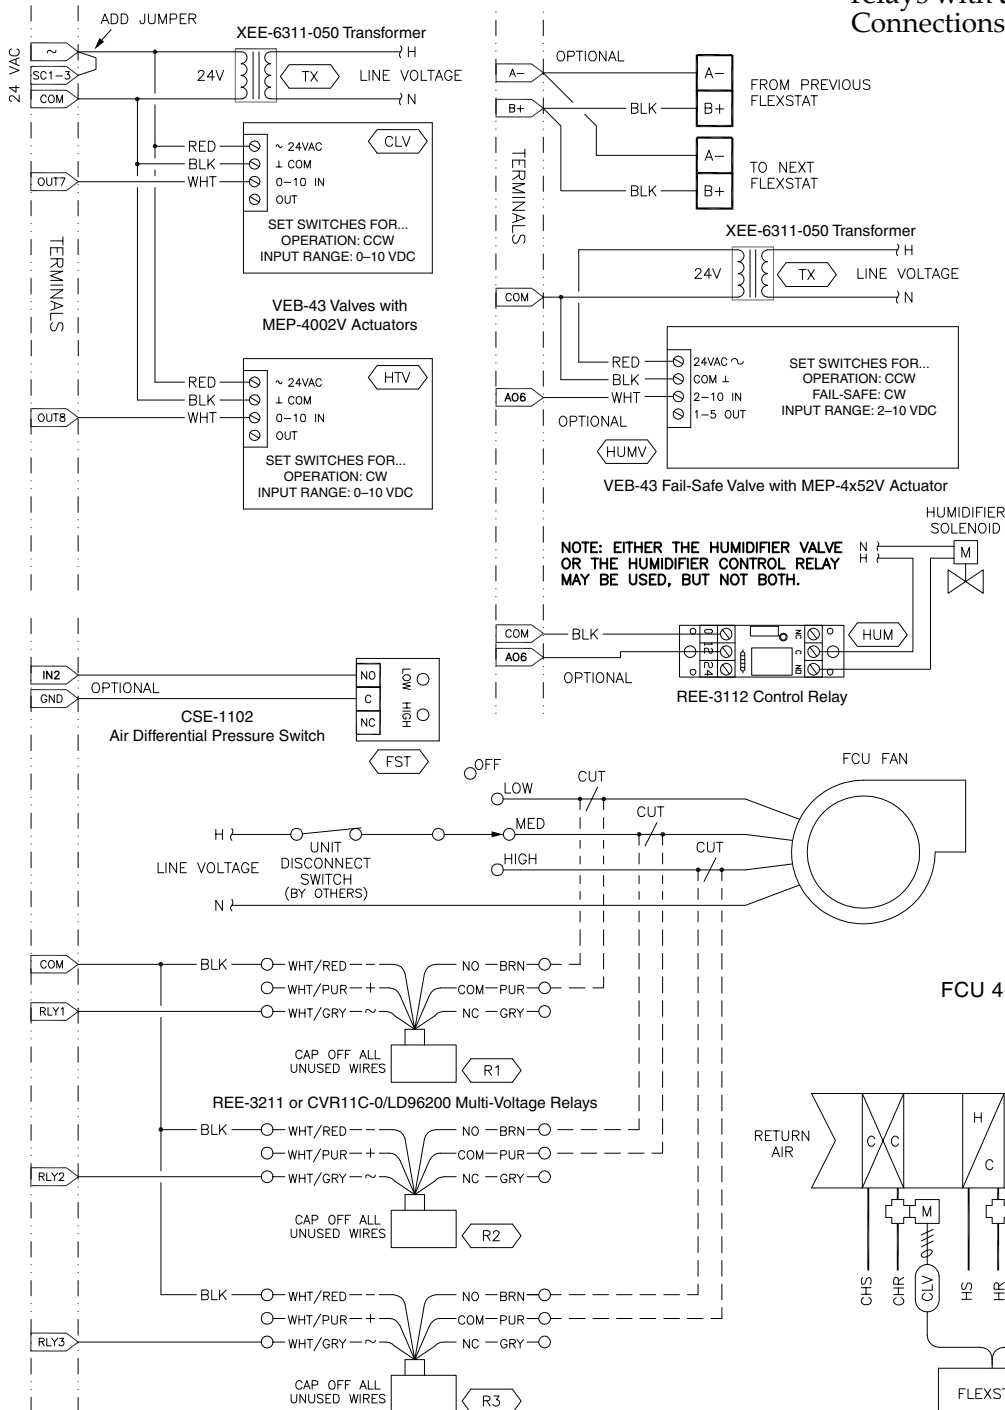 relays with
Connections
ADD JUMPER
24 VAC
~
SC1-3
COM
XEE-6311-050 Transformer
24V
TX
H
LINE VOLTAGE
N
CLV
RED
~ 24VAC
BLK
⊥ COM
OUT7
WHT
0-10 IN
OUT
SET SWITCHES FOR...
OPERATION: CCW
INPUT RANGE: 0–10 VDC
TERMINALS
VEB-43 Valves with
MEP-4002V Actuators
HTV
RED
~ 24VAC
BLK
⊥ COM
OUT8
WHT
0-10 IN
OUT
SET SWITCHES FOR...
OPERATION: CW
INPUT RANGE: 0–10 VDC
OPTIONAL
A-
A-
B+
BLK
B+
FROM PREVIOUS
FLEXSTAT
TERMINALS
A-
BLK
B+
TO NEXT
FLEXSTAT
XEE-6311-050 Transformer
24V
TX
H
LINE VOLTAGE
N
COM
RED
24VAC ~
BLK
COM ⊥
AO6
WHT
2-10 IN
OPTIONAL
1-5 OUT
SET SWITCHES FOR...
OPERATION: CCW
FAIL-SAFE: CW
INPUT RANGE: 2–10 VDC
HUMV
VEB-43 Fail-Safe Valve with MEP-4x52V Actuator
HUMIDIFIER
SOLENOID
M
N
H
NOTE: EITHER THE HUMIDIFIER VALVE
OR THE HUMIDIFIER CONTROL RELAY
MAY BE USED, BUT NOT BOTH.
COM
BLK
AO6
OPTIONAL
0
12
24
NC
C
NO
HUM
REE-3112 Control Relay
IN2
GND
OPTIONAL
NO
C
NC
LOW
HIGH
CSE-1102
Air Differential Pressure Switch
FST
OFF
LOW
CUT
MED
CUT
HIGH
CUT
FCU FAN
H
LINE VOLTAGE
N
UNIT
DISCONNECT
SWITCH
(BY OTHERS)
COM
BLK
WHT/RED
-
NO
BRN
WHT/PUR
+
COM
PUR
RLY1
WHT/GRY
~
NC
GRY
CAP OFF ALL
UNUSED WIRES
R1
REE-3211 or CVR11C-0/LD96200 Multi-Voltage Relays
BLK
WHT/RED
-
NO
BRN
WHT/PUR
+
COM
PUR
RLY2
WHT/GRY
~
NC
GRY
CAP OFF ALL
UNUSED WIRES
R2
BLK
WHT/RED
-
NO
BRN
WHT/PUR
+
COM
PUR
RLY3
WHT/GRY
~
NC
GRY
CAP OFF ALL
UNUSED WIRES
R3
FCU 4
RETURN
AIR
C C
H
C
M
CHS
CHR
CLV
HS
HR
FLEXST